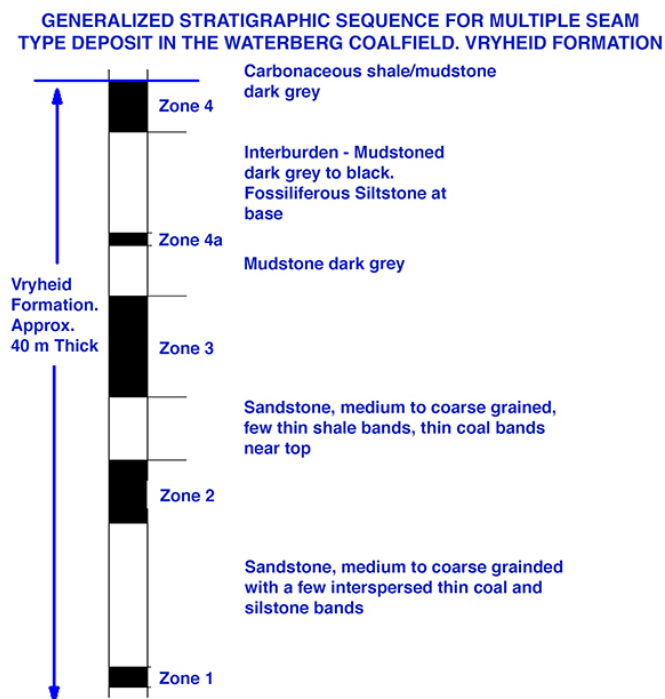 GENERALIZED STRATIGRAPHIC SEQUENCE FOR MULTIPLE SEAM
TYPE DEPOSIT IN THE WATERBERG COALFIELD. VRYHEID FORMATION
Carbonaceous shale/mudstone
dark grey
Zone 4
Interburden - Mudstoned
dark grey to black.
Fossiliferous Siltstone at
base
Zone 4a
Mudstone dark grey
Vryheid
Formation.
Approx.
40 m Thick
Zone 3
Sandstone, medium to coarse grained,
few thin shale bands, thin coal bands
near top
Zone 2
Sandstone, medium to coarse grainded
with a few interspersed thin coal and
silstone bands
Zone 1